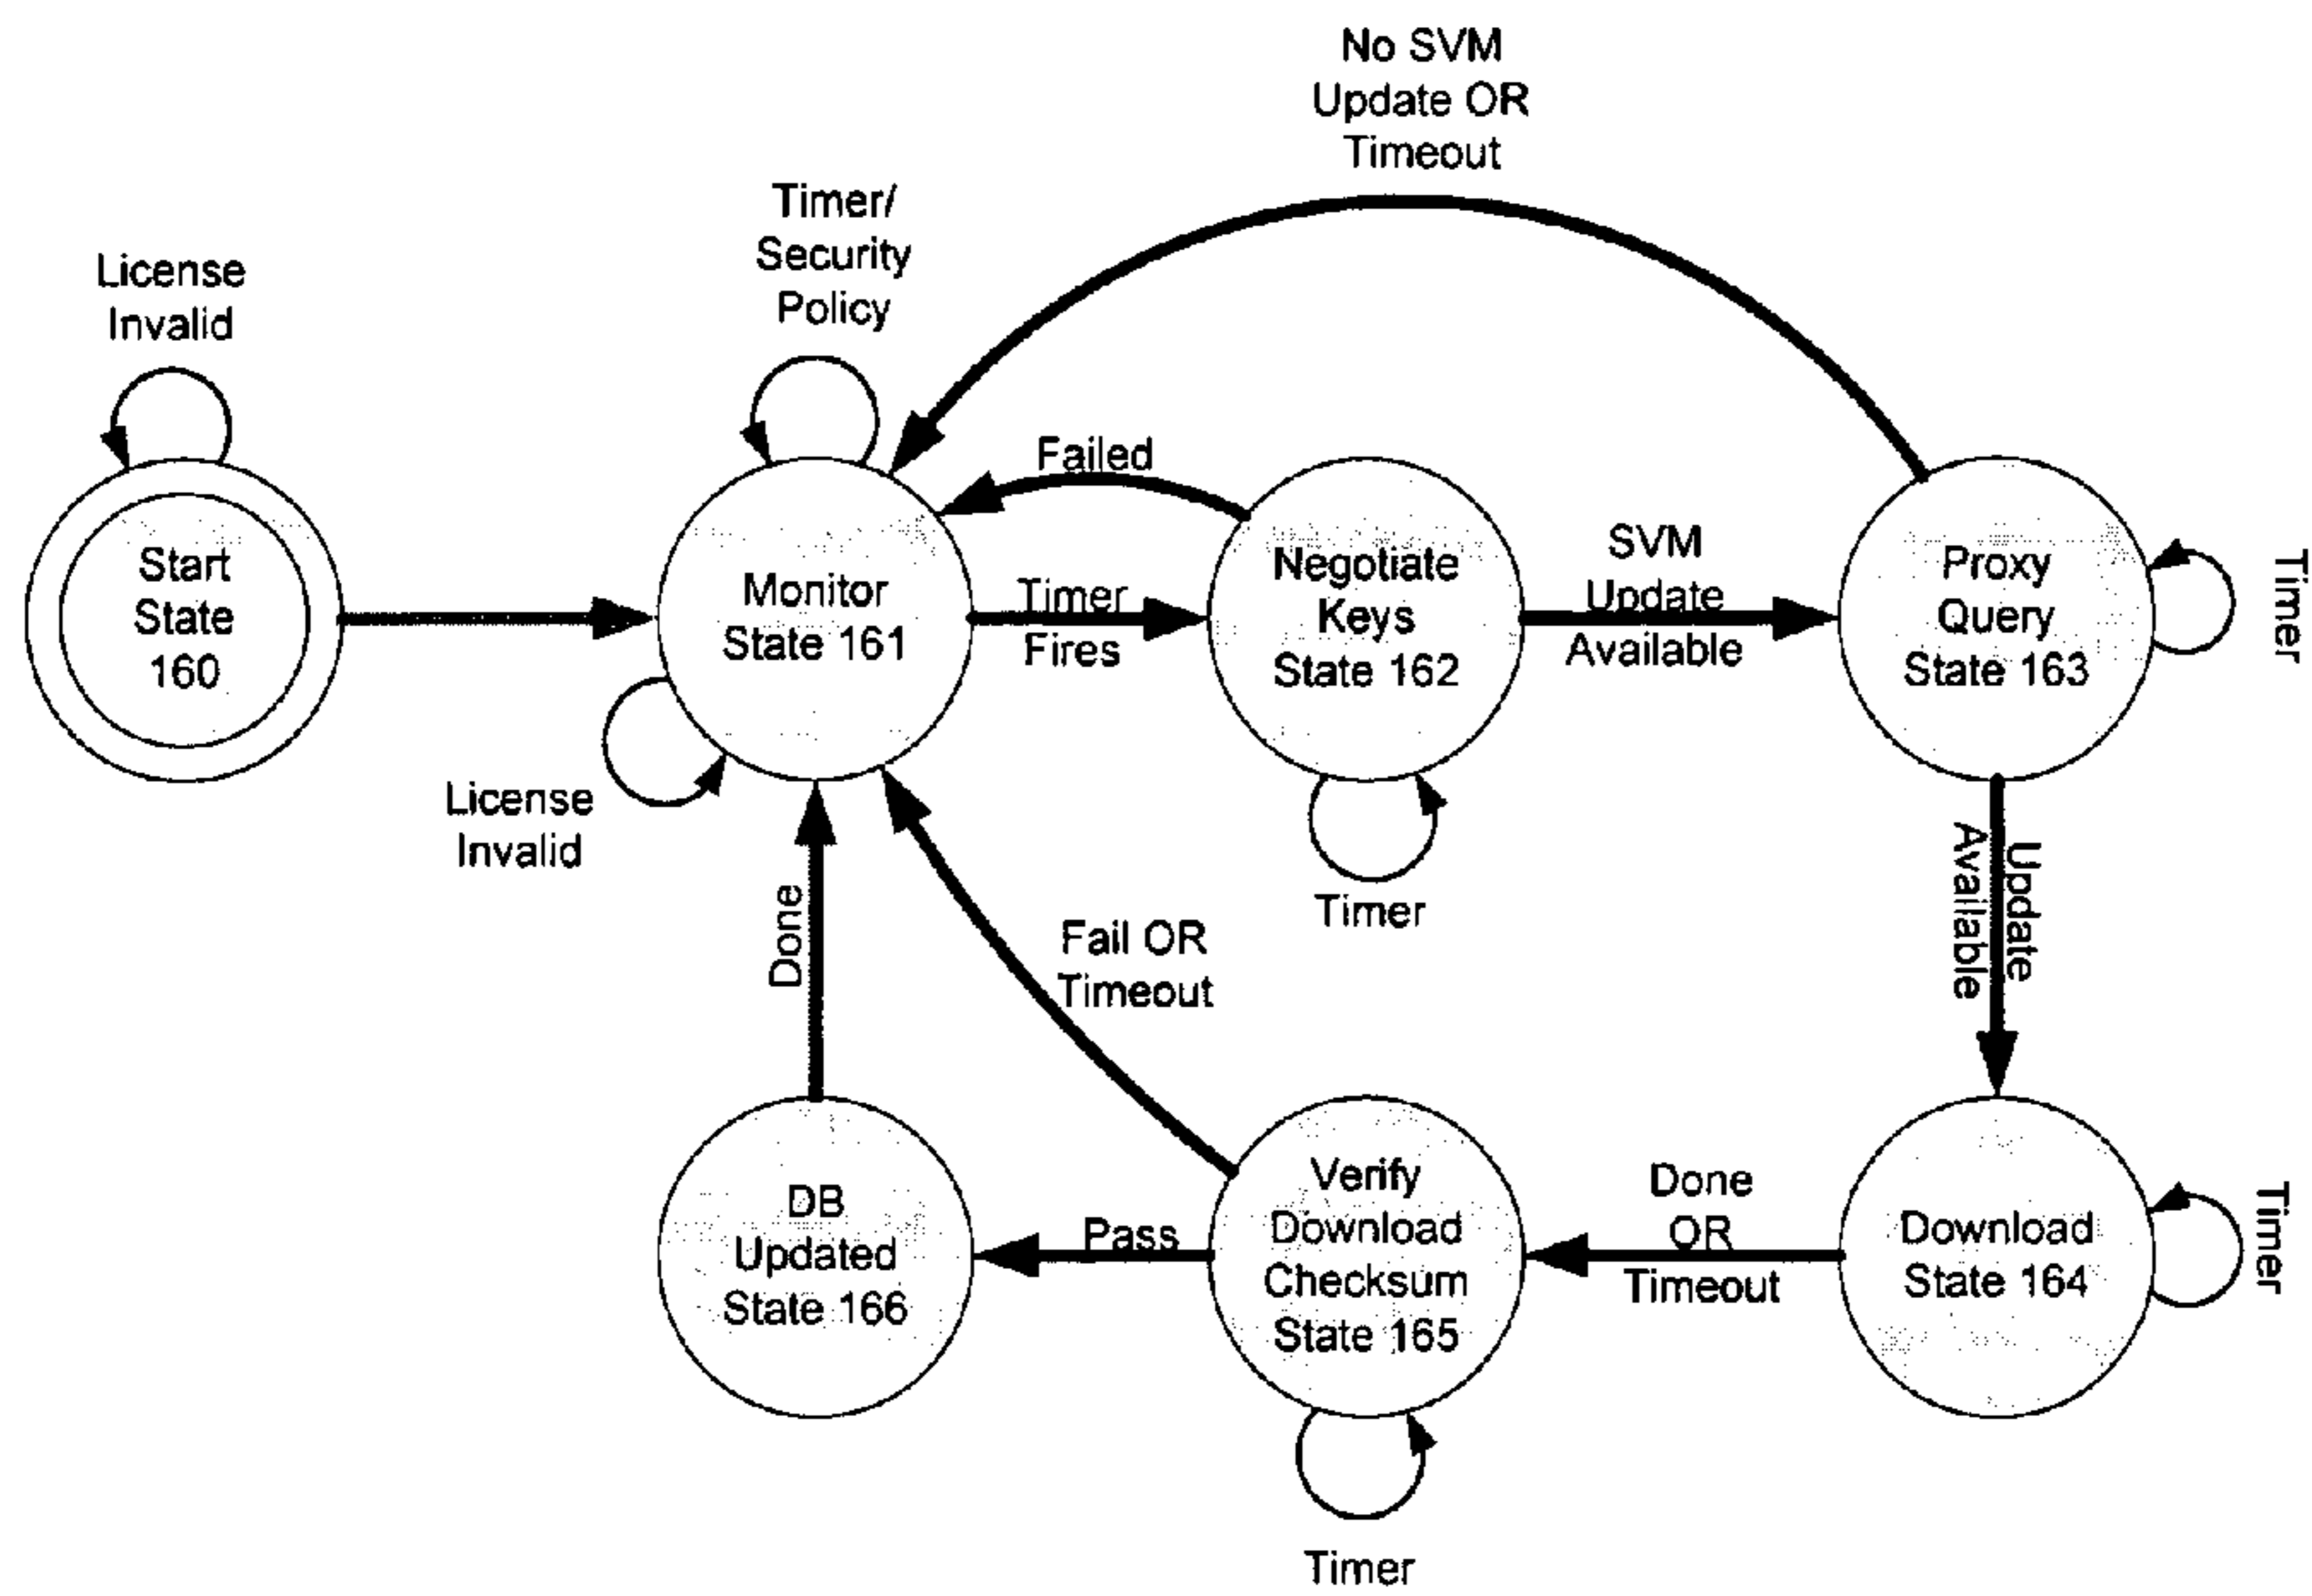 No SVM
Update OR
Timeout
Timer/
Security
Policy
License
Invalid
Failed
Start
State
160
Monitor
State 161
Timer
Fires
Negotiate
Keys
State 162
SVM
Update
Available
Proxy
Query
State 163
Timer
License
Invalid
Timer
Update
Available
Done
Fail OR
Timeout
DB
Updated
State 166
Pass
Verify
Download
Checksum
State 165
Done
OR
Timeout
Download
State 164
Timer
Timer